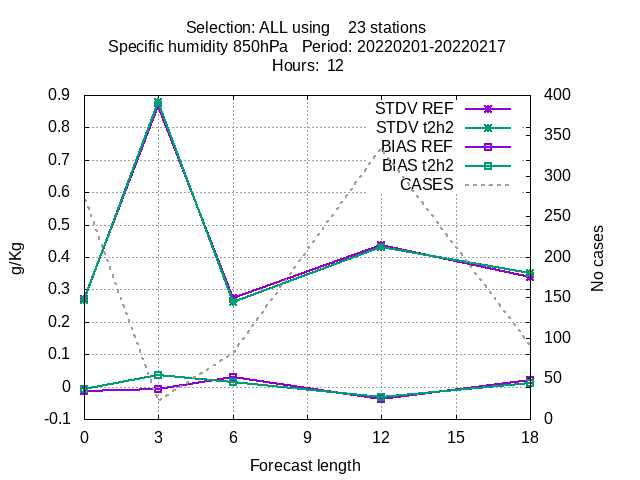 Selection: ALL using 23 stations
Specific humidity 850hPa Period: 20220201-20220217
Hours: 12
0.9
0.8
0.7
0.6
0.5
0.4
0.3
0.2
0.1
0
-0.1
g/Kg
400
350
300
250
200
150
100
50
0
No cases
STDV REF
STDV t2h2
BIAS REF
BIAS t2h2
CASES
0 3 6 9 12 15 18
Forecast length